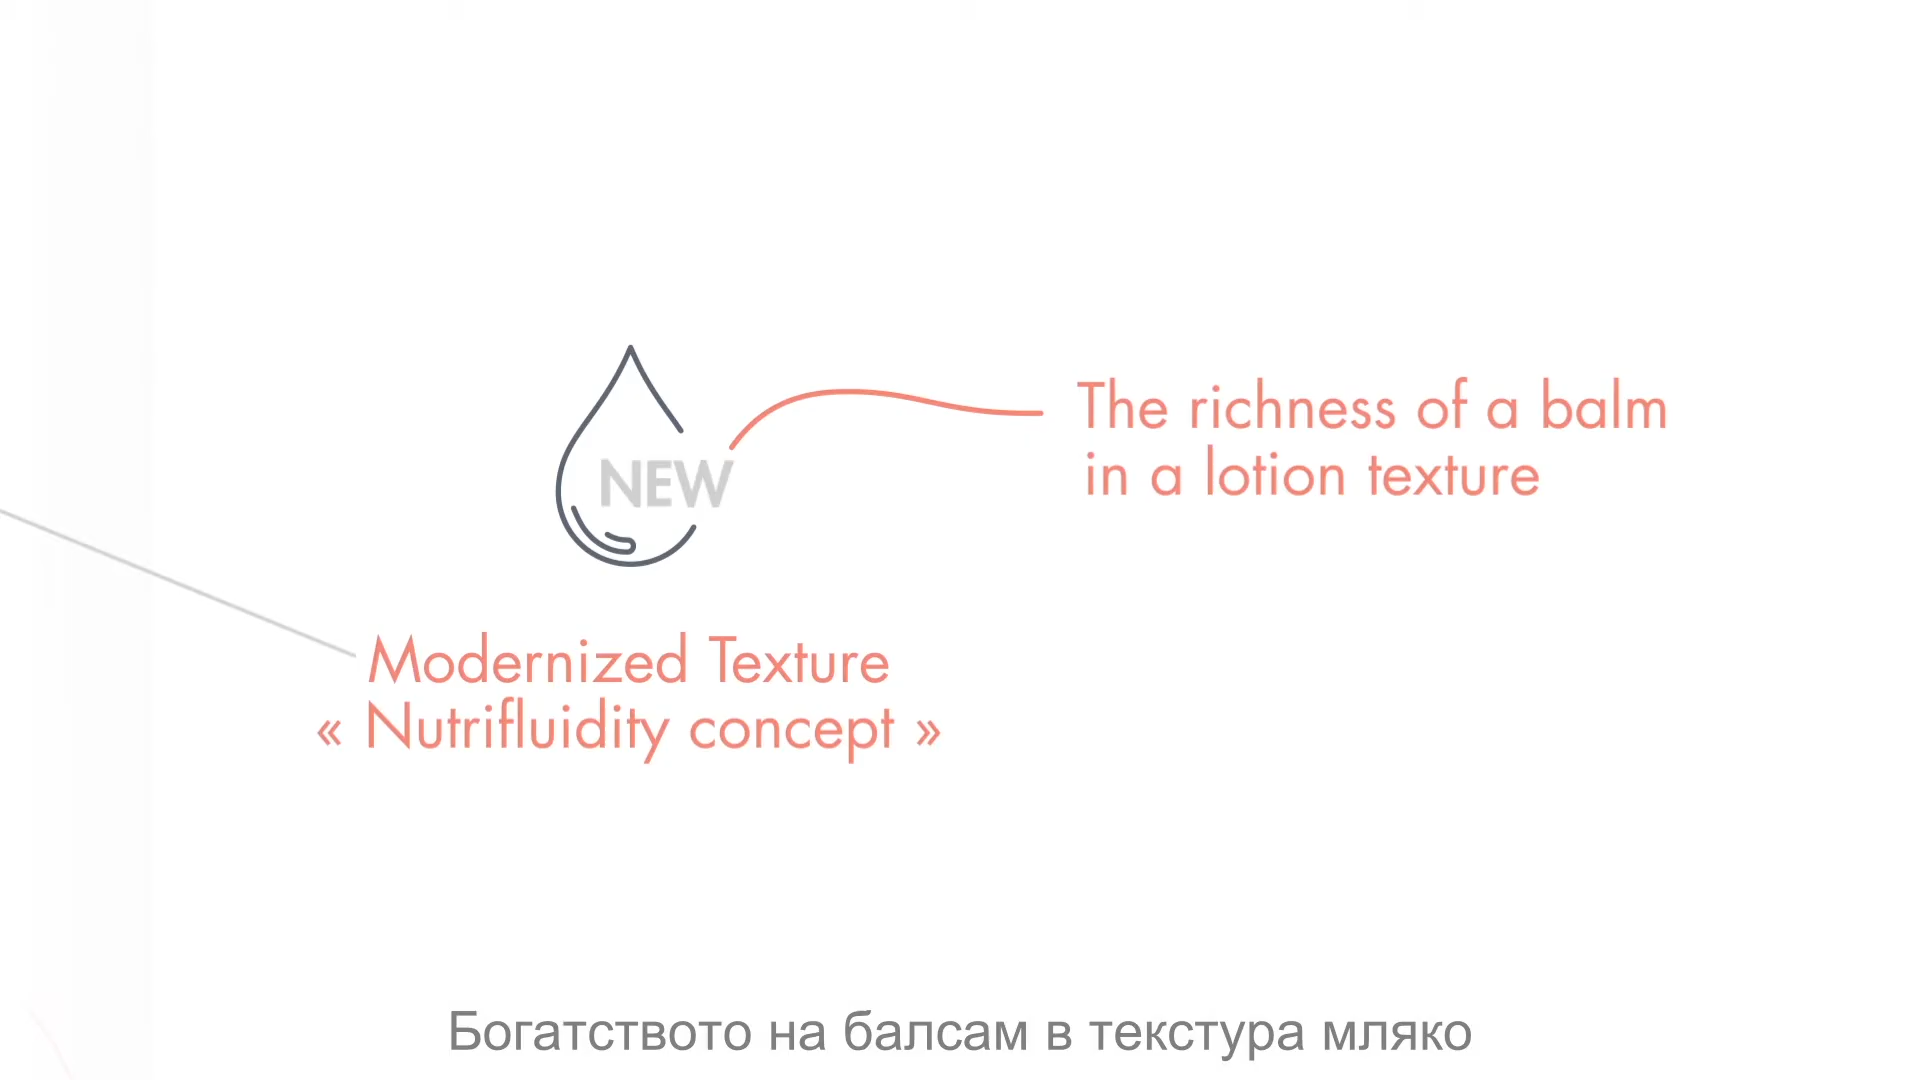 The richness of a balm
in a lotion texture
NEW
Modernized Texture
« Nutrifluidity concept »
Богатството на балсам в текстура мляко